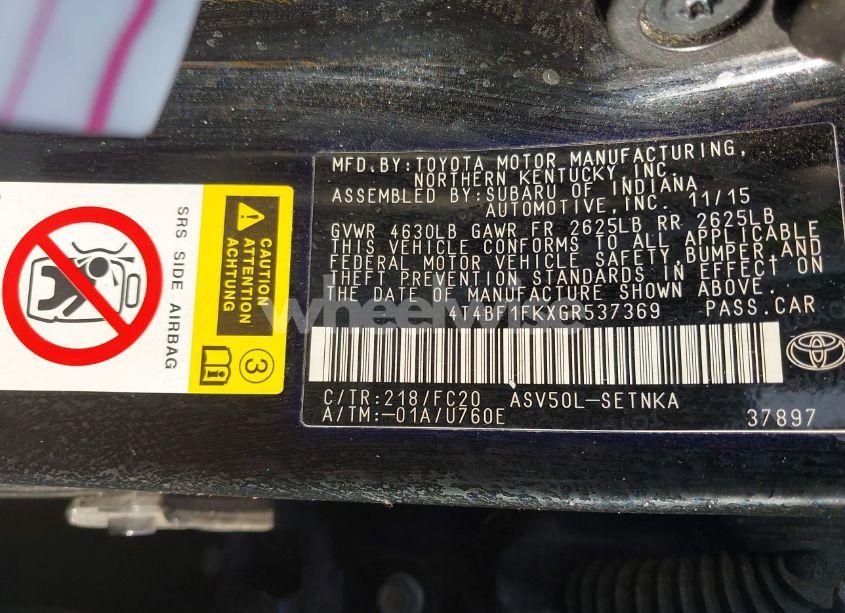 SRS SIDE AIRBAG
CAUTION
ATTENTION
ACHTUNG
3
MFD.BY:TOYOTA MOTOR MANUFACTURING,
NORTHERN KENTUCKY, INC.
ASSEMBLED BY:SUBARU OF INDIANA
AUTOMOTIVE, INC. 11/15
GVWR 4630LB GAWR FR 2625LB RR 2625LB
THIS VEHICLE CONFORMS TO ALL APPLICABLE
FEDERAL MOTOR VEHICLE SAFETY,BUMPER,AND
THEFT PREVENTION STANDARDS IN EFFECT ON
THE DATE OF MANUFACTURE SHOWN ABOVE.
4T4BF1FKXGR537369 PASS.CAR
wheelwise
C/TR:218/FC20 ASV50L-SETNKA
A/TM:-01A/U760E 37897